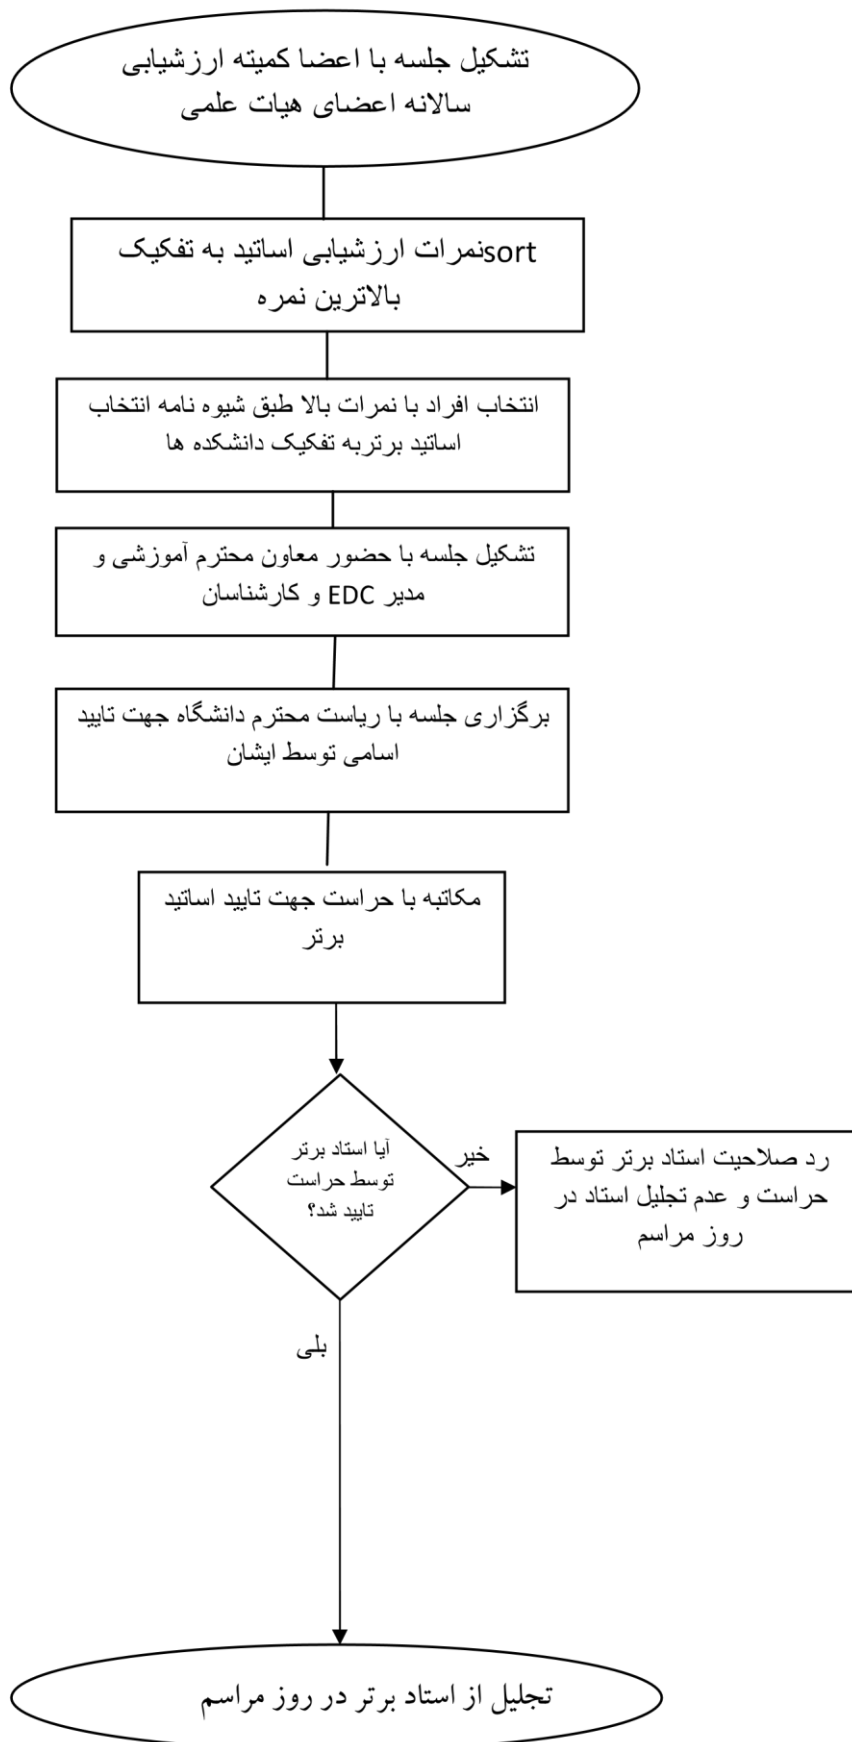 تشکیل جلسه با اعضا کمیته ارزشیابی
سالانه اعضای هیات علمی
sortنمرات ارزشیابی اساتید به تفکیک
بالاترین نمره
انتخاب افراد با نمرات بالا طبق شیوه نامه انتخاب
اساتید برتربه تفکیک دانشکده ها
تشکیل جلسه با حضور معاون محترم آموزشی و
مدیر EDC و کارشناسان
برگزاری جلسه با ریاست محترم دانشگاه جهت تایید
اسامی توسط ایشان
مکاتبه با حراست جهت تایید اساتید
برتر
آیا استاد برتر
توسط حراست
تایید شد؟
خیر
رد صلاحیت استاد برتر توسط
حراست و عدم تجلیل استاد در
روز مراسم
بلی
تجلیل از استاد برتر در روز مراسم